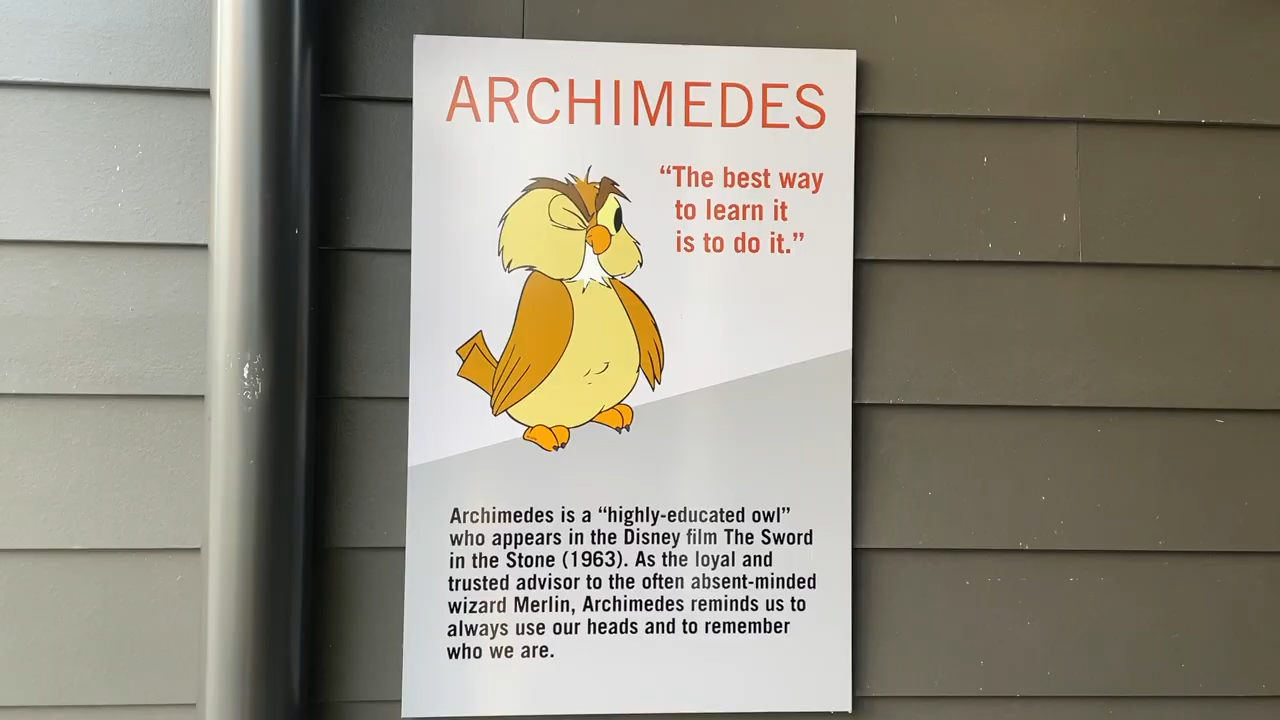 ARCHIMEDES
“The best way
to learn it
is to do it.”
Archimedes is a “highly-educated owl”
who appears in the Disney film The Sword
in the Stone (1963). As the loyal and
trusted advisor to the often absent-minded
wizard Merlin, Archimedes reminds us to
always use our heads and to remember
who we are.